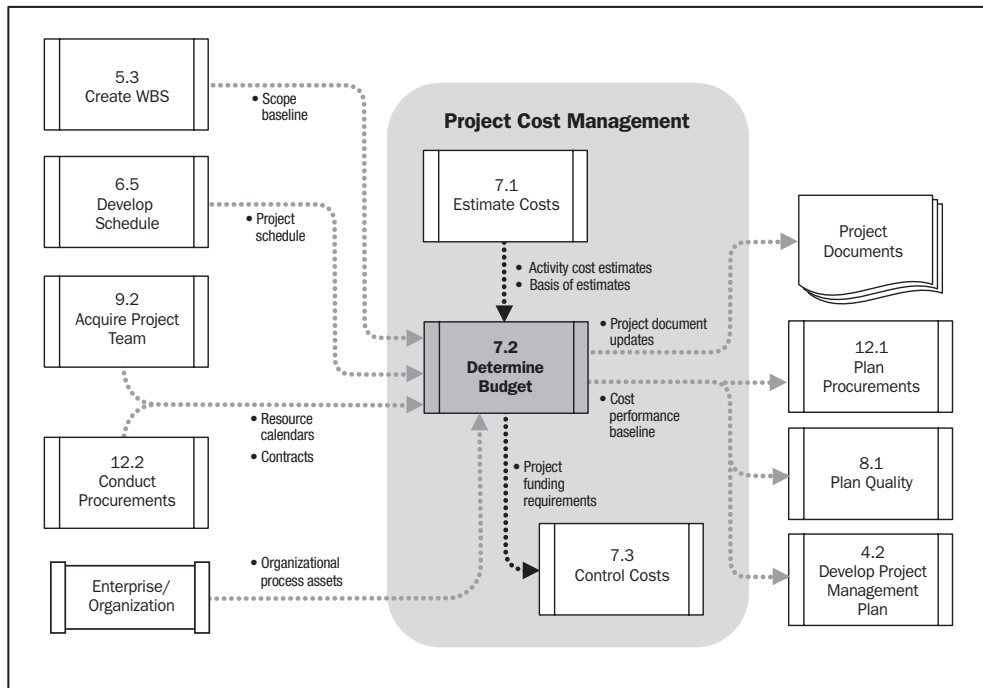 5.3
Create WBS
• Scope
baseline
6.5
Develop
Schedule
• Project
schedule
9.2
Acquire Project
Team
• Resource
calendars
• Contracts
12.2
Conduct
Procurements
Enterprise/
Organization
• Organizational
process assets
Project Cost Management
7.1
Estimate Costs
• Activity cost estimates
• Basis of estimates
7.2
Determine
Budget
• Project document
updates
• Cost
performance
baseline
• Project
funding
requirements
7.3
Control Costs
Project
Documents
12.1
Plan
Procurements
8.1
Plan Quality
4.2
Develop Project
Management
Plan